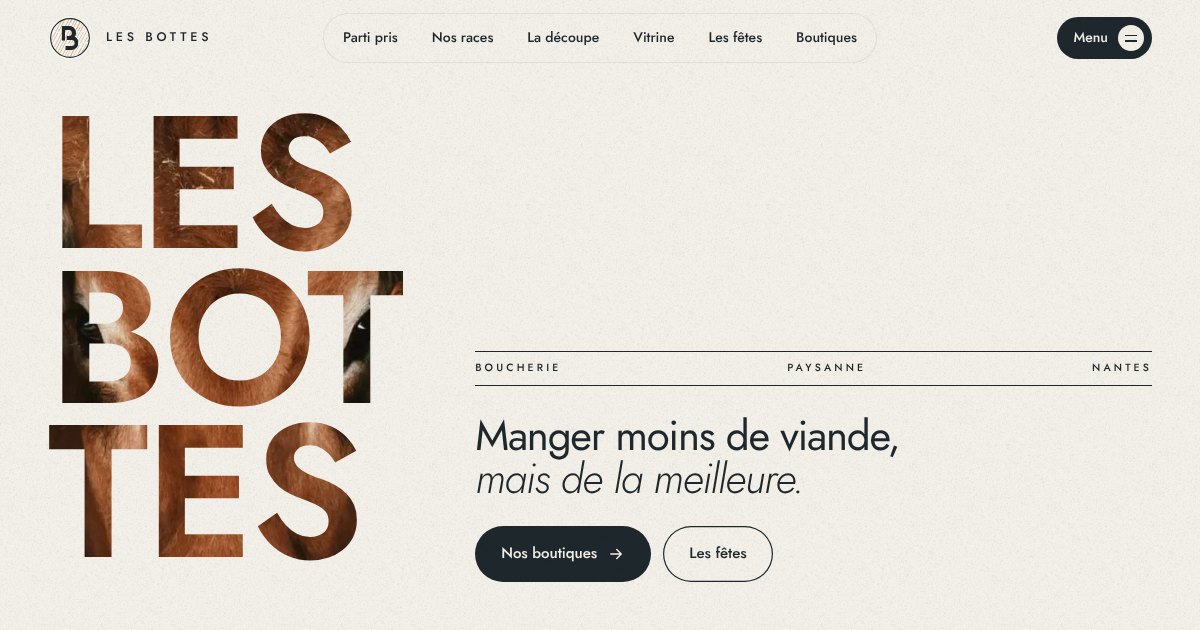 B LES BOTTES
Parti pris Nos races La découpe Vitrine Les fêtes Boutiques
Menu
LES
BOT
TES
BOUCHERIE PAYSANNE NANTES
Manger moins de viande,
mais de la meilleure.
Nos boutiques → Les fêtes